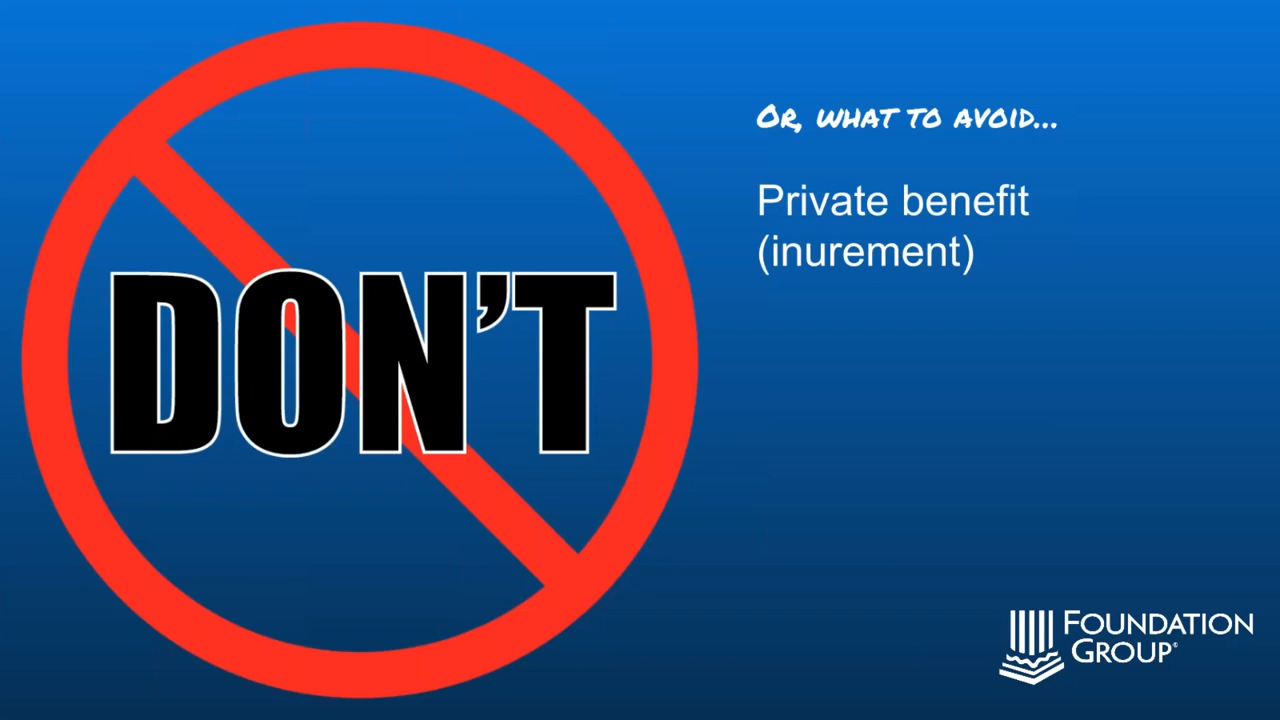 DON'T
Or, what to avoid...
Private benefit
(inurement)
Foundation
Group®